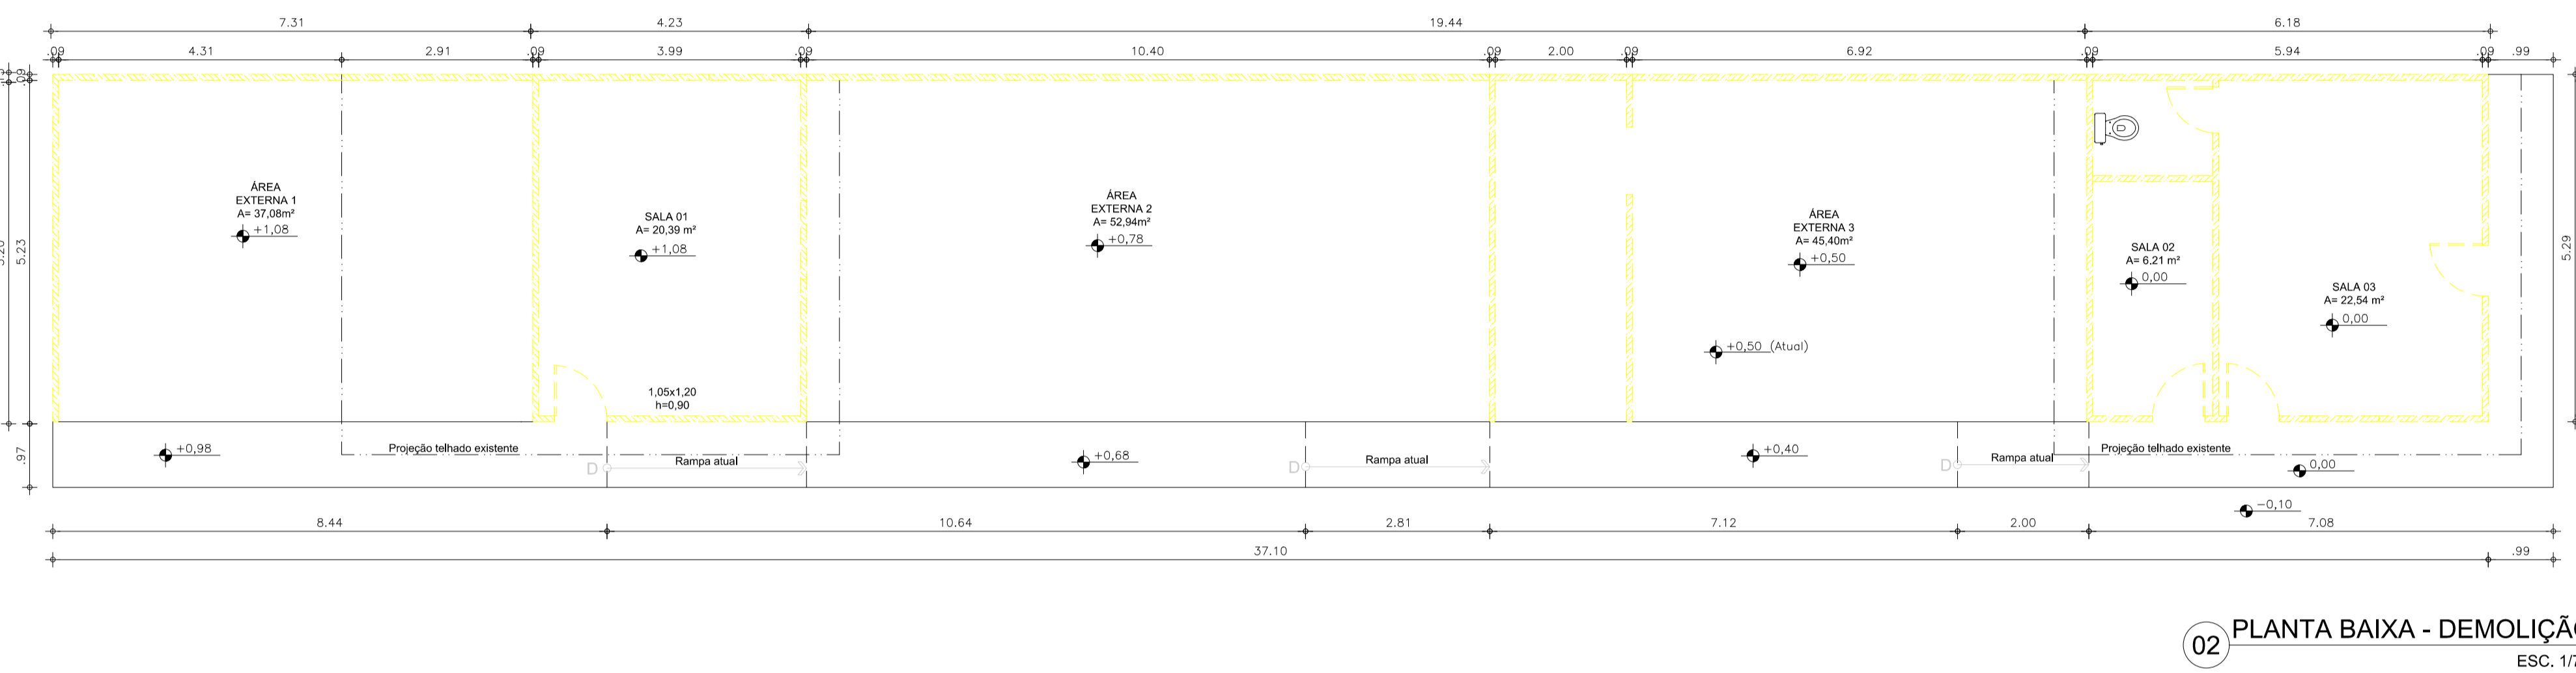 7.31
4.23
19.44
6.18
.09
4.31
2.91
.09
3.99
.09
10.40
.09
2.00
.09
6.92
.09
5.94
.09
.99
.09
5.23
.97
5.29
ÁREA
EXTERNA 1
A= 37,08m²
+1,08
SALA 01
A= 20,39 m²
+1,08
1,05x1,20
h=0,90
ÁREA
EXTERNA 2
A= 52,94m²
+0,78
ÁREA
EXTERNA 3
A= 45,40m²
+0,50
+0,50 (Atual)
SALA 02
A= 6,21 m²
0,00
SALA 03
A= 22,54 m²
0,00
+0,98
Projeção telhado existente
D
Rampa atual
+0,68
D
Rampa atual
+0,40
D
Rampa atual
Projeção telhado existente
0,00
-0,10
8.44
10.64
2.81
7.12
2.00
7.08
37.10
.99
02
PLANTA BAIXA - DEMOLIÇÃ
ESC. 1/7